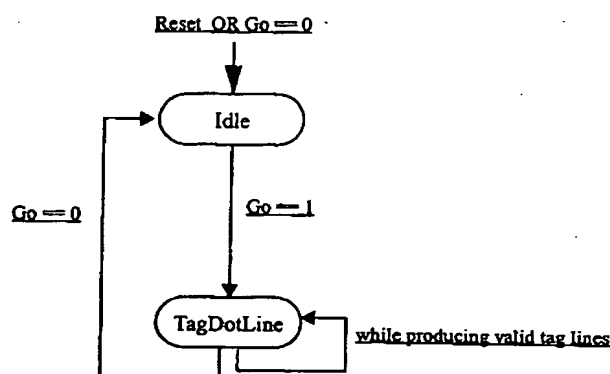 Reset OR Go == 0
Idle
Go == 0
Go == 1
TagDotLine
while producing valid tag lines